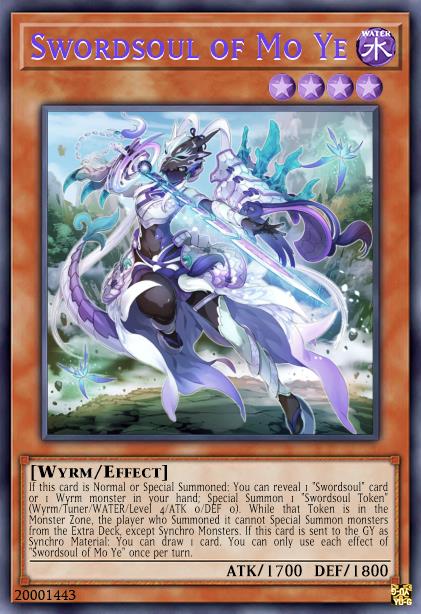 Swordsoul of Mo Ye
WATER
水
[Wyrm/Effect]
If this card is Normal or Special Summoned: You can reveal 1 "Swordsoul" card
or 1 Wyrm monster in your hand; Special Summon 1 "Swordsoul Token"
(Wyrm/Tuner/WATER/Level 4/ATK 0/DEF 0). While that Token is in the
Monster Zone, the player who Summoned it cannot Special Summon monsters
from the Extra Deck, except Synchro Monsters. If this card is sent to the GY as
Synchro Material: You can draw 1 card. You can only use each effect of
"Swordsoul of Mo Ye" once per turn.
ATK/1700 DEF/1800
20001443